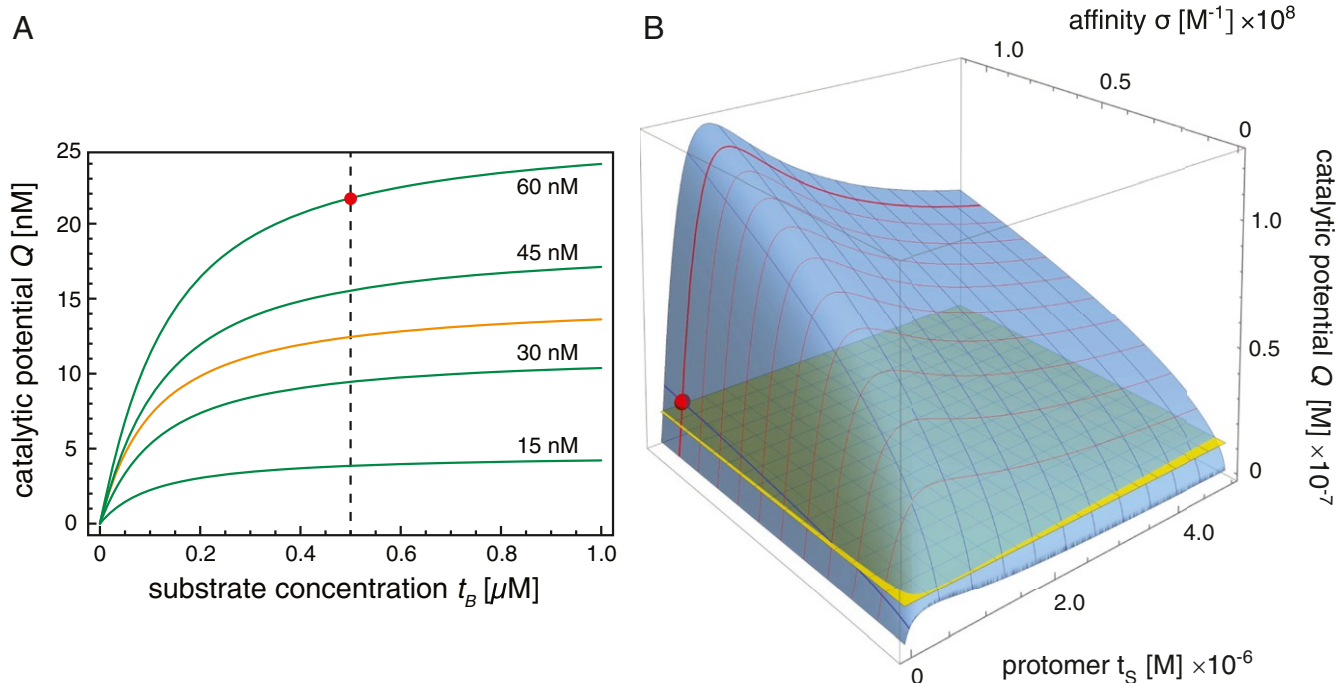 A
catalytic potential Q [nM]
25
20
15
10
5
0
60 nM
45 nM
30 nM
15 nM
0
0.2
0.4
0.6
0.8
1.0
substrate concentration t_B [µM]
B
affinity σ [M⁻¹] ×10⁸
1.0
0.5
0
catalytic potential Q [M] ×10⁻⁷
1.0
0.5
0
4.0
2.0
0
protomer t_S [M] ×10⁻⁶